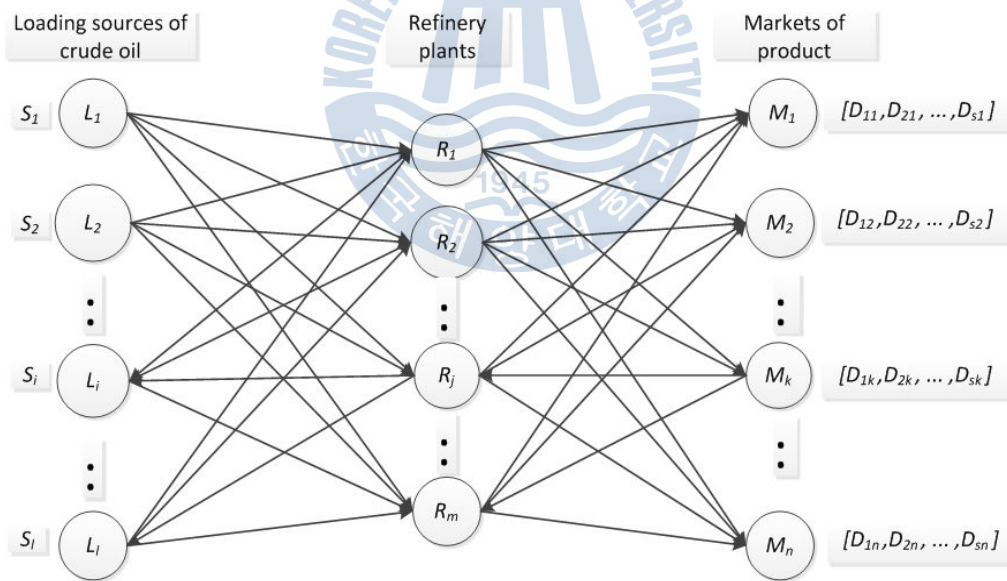 Loading sources of
crude oil
Refinery
plants
Markets of
product
S1 L1 R1 M1 [D11,D21, ... ,Ds1]
1945
S2 L2 R2 M2 [D12,D22, ... ,Ds2]
Si Li Rj Mk [D1k,D2k, ... ,Dsk]
Sl Ll Rm Mn [D1n,D2n, ... ,Dsn]